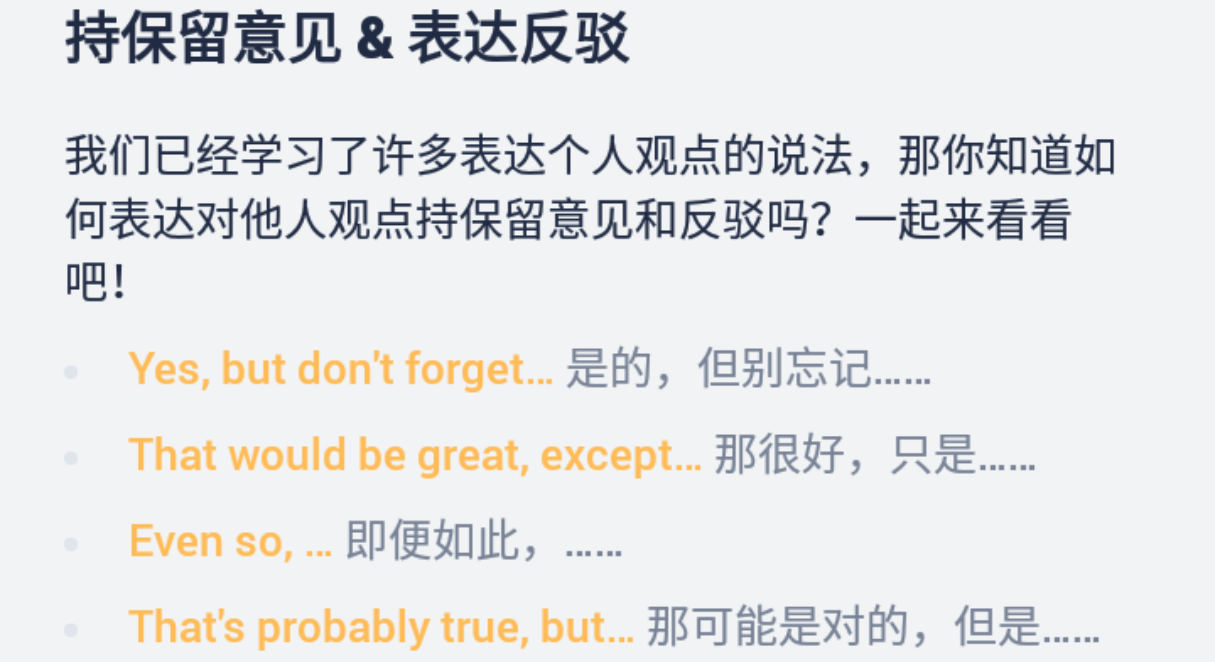 持保留意见 & 表达反驳
我们已经学习了许多表达个人观点的说法，那你知道如
何表达对他人观点持保留意见和反驳吗？一起来看看
吧！
Yes, but don't forget... 是的，但别忘记……
That would be great, except... 那很好，只是……
Even so, ... 即便如此，……
That's probably true, but... 那可能是对的，但是……